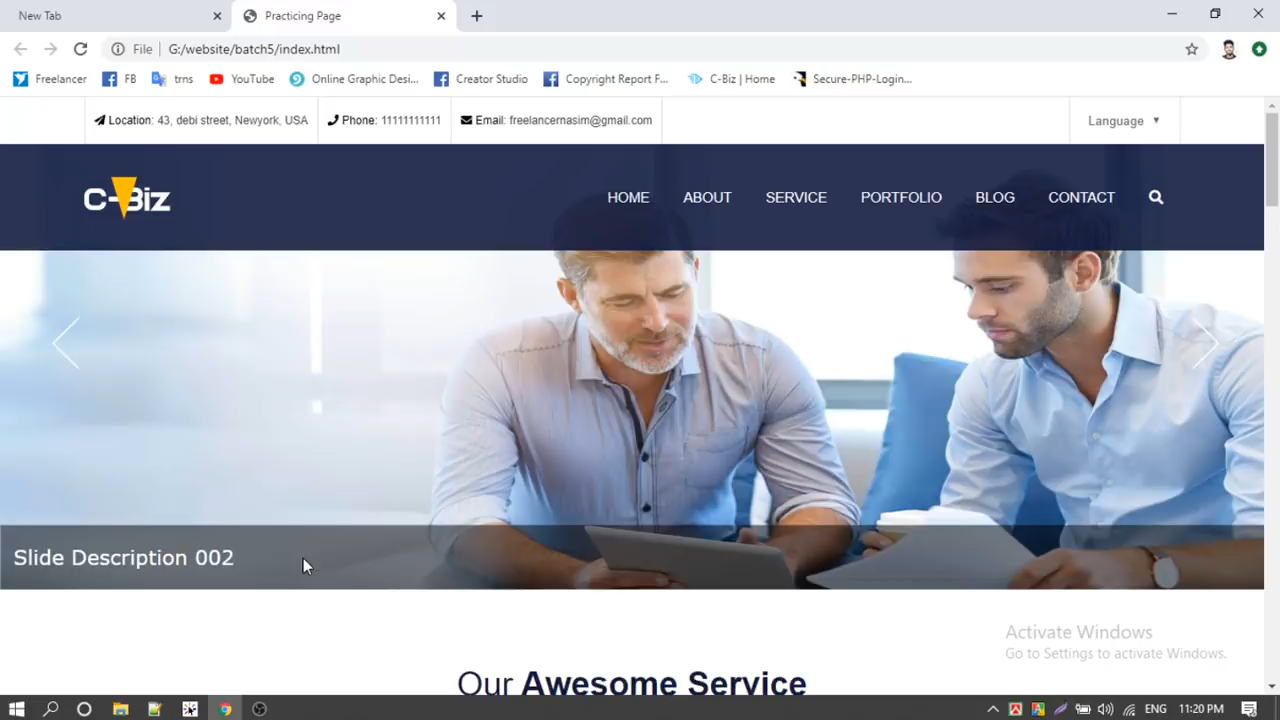 New Tab
Practicing Page
File
G:/website/batch5/index.html
Freelancer
FB
trns
YouTube
Online Graphic Desi...
Creator Studio
Copyright Report F...
C-Biz | Home
Secure-PHP-Login...
Location: 43, debi street, Newyork, USA
Phone: 11111111111
Email: freelancernasim@gmail.com
Language
C-Biz
HOME
ABOUT
SERVICE
PORTFOLIO
BLOG
CONTACT
Slide Description 002
Activate Windows
Go to Settings to activate Windows.
Our Awesome Service
ENG
11:20 PM